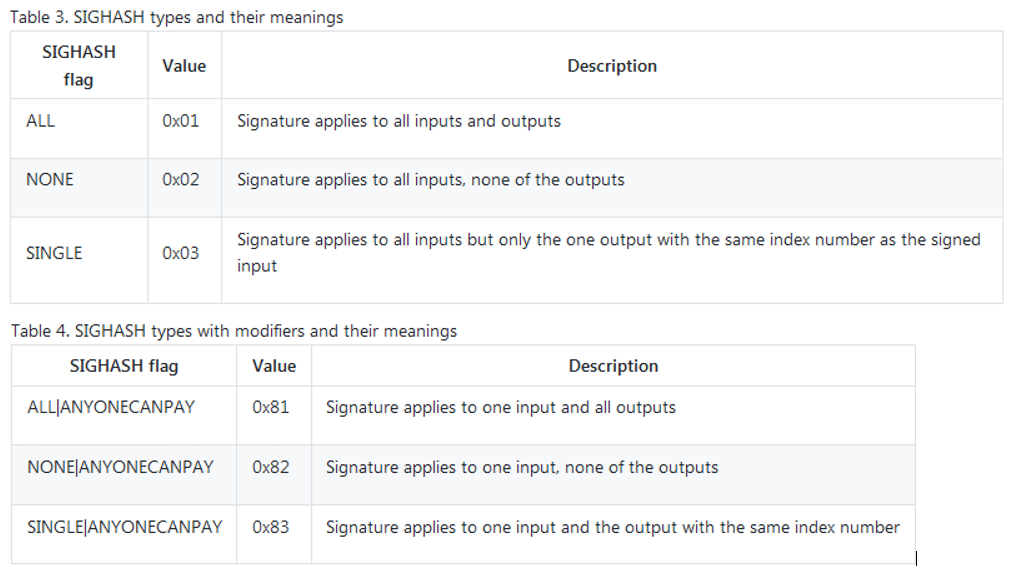 Table 3. SIGHASH types and their meanings
SIGHASH
flag
Value
Description
ALL
0x01
Signature applies to all inputs and outputs
NONE
0x02
Signature applies to all inputs, none of the outputs
SINGLE
0x03
Signature applies to all inputs but only the one output with the same index number as the signed
input
Table 4. SIGHASH types with modifiers and their meanings
SIGHASH flag
Value
Description
ALL|ANYONECANPAY
0x81
Signature applies to one input and all outputs
NONE|ANYONECANPAY
0x82
Signature applies to one input, none of the outputs
SINGLE|ANYONECANPAY
0x83
Signature applies to one input and the output with the same index number